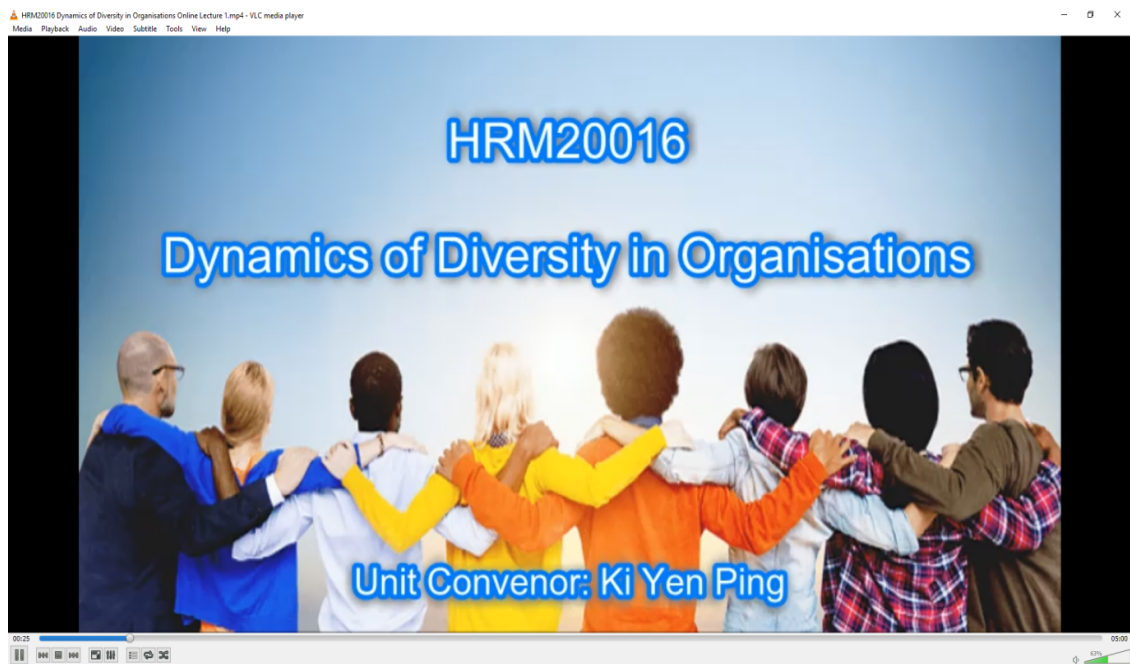 HRM20016 Dynamics of Diversity in Organisations Online Lecture 1.mp4 - VLC media player
Media Playback Audio Video Subtitle Tools View Help
HRM20016
Dynamics of Diversity in Organisations
Unit Convenor: Ki Yen Ping
00:25 05:00
63%